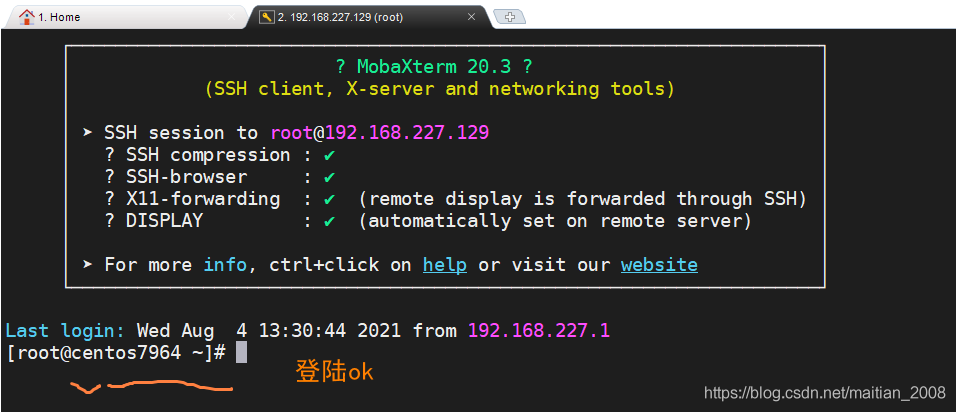 1. Home
2. 192.168.227.129 (root)
? MobaXterm 20.3 ?
(SSH client, X-server and networking tools)
➤ SSH session to root@192.168.227.129
? SSH compression : ✔
? SSH-browser     : ✔
? X11-forwarding  : ✔  (remote display is forwarded through SSH)
? DISPLAY         : ✔  (automatically set on remote server)
➤ For more info, ctrl+click on help or visit our website
Last login: Wed Aug  4 13:30:44 2021 from 192.168.227.1
[root@centos7964 ~]#
登陆ok
https://blog.csdn.net/maitian_2008